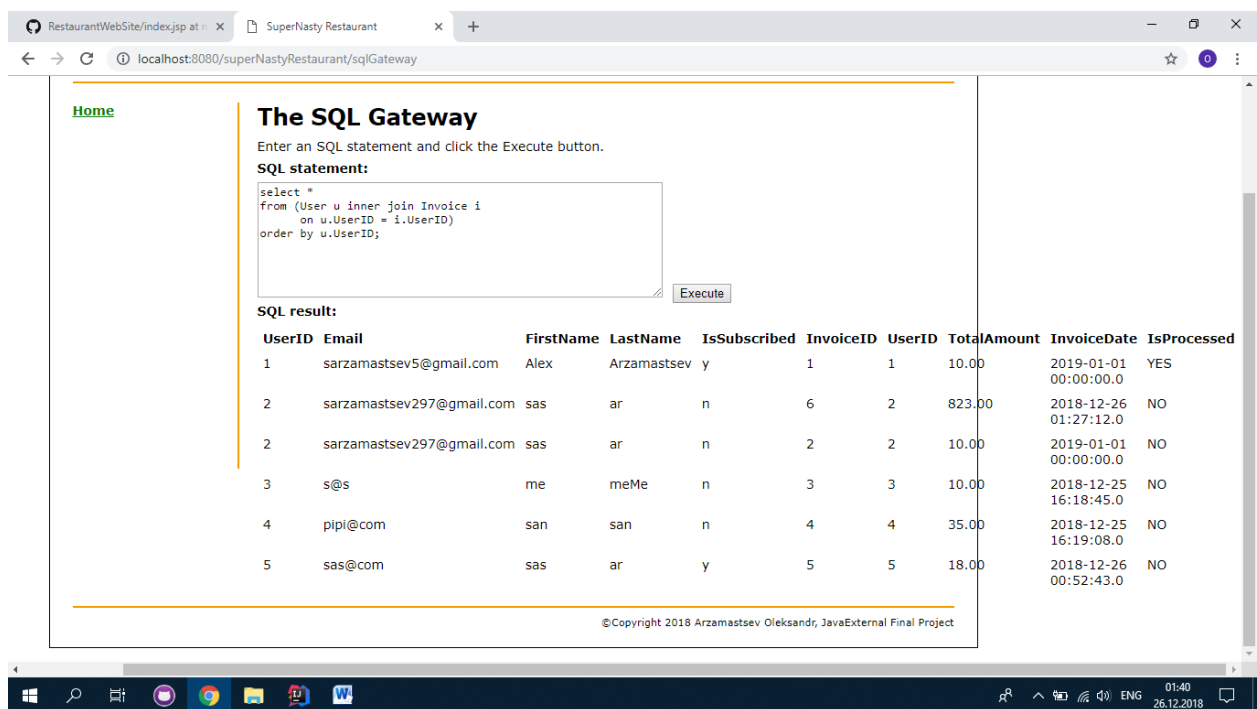 RestaurantWebSite/index.jsp at m
SuperNasty Restaurant
localhost:8080/superNastyRestaurant/sqlGateway
O
Home
The SQL Gateway
Enter an SQL statement and click the Execute button.
SQL statement:
select *
from (User u inner join Invoice i
on u.UserID = i.UserID)
order by u.UserID;
Execute
SQL result:
UserID Email FirstName LastName IsSubscribed InvoiceID UserID TotalAmount InvoiceDate IsProcessed
1 sarzamastsev5@gmail.com Alex Arzamastsev y 1 1 10.00 2019-01-01 YES
00:00:00.0
2 sarzamastsev297@gmail.com sas ar n 6 2 823.00 2018-12-26 NO
01:27:12.0
2 sarzamastsev297@gmail.com sas ar n 2 2 10.00 2019-01-01 NO
00:00:00.0
3 s@s me meMe n 3 3 10.00 2018-12-25 NO
16:18:45.0
4 pipi@com san san n 4 4 35.00 2018-12-25 NO
16:19:08.0
5 sas@com sas ar y 5 5 18.00 2018-12-26 NO
00:52:43.0
©Copyright 2018 Arzamastsev Oleksandr, JavaExternal Final Project
IJ
W
ENG
01:40
26.12.2018